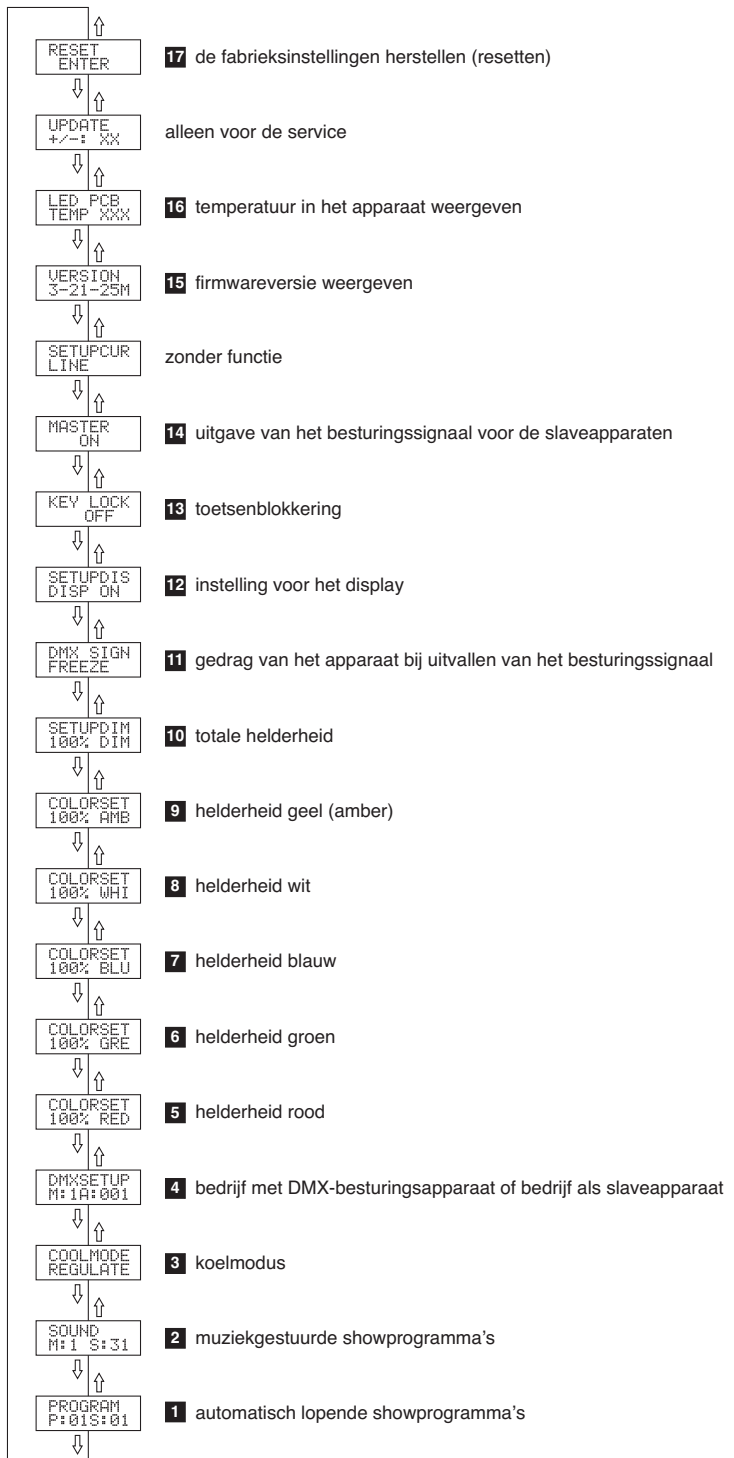 RESET
ENTER
17 de fabrieksinstellingen herstellen (resetten)
UPDATE
+/-: XX
alleen voor de service
LED PCB
TEMP XXX
16 temperatuur in het apparaat weergeven
VERSION
3-21-25M
15 firmwareversie weergeven
SETUPCUR
LINE
zonder functie
MASTER
ON
14 uitgave van het besturingssignaal voor de slaveapparaten
KEY LOCK
OFF
13 toetsenblokkering
SETUPDIS
DISP ON
12 instelling voor het display
DMX SIGN
FREEZE
11 gedrag van het apparaat bij uitvallen van het besturingssignaal
SETUPDIM
100% DIM
10 totale helderheid
COLORSET
100% AMB
9 helderheid geel (amber)
COLORSET
100% WHI
8 helderheid wit
COLORSET
100% BLU
7 helderheid blauw
COLORSET
100% GRE
6 helderheid groen
COLORSET
100% RED
5 helderheid rood
DMXSETUP
M:1A:001
4 bedrijf met DMX-besturingsapparaat of bedrijf als slaveapparaat
COOLMODE
REGULATE
3 koelmodus
SOUND
M:1 S:31
2 muziekgestuurde showprogramma's
PROGRAM
P:01S:01
1 automatisch lopende showprogramma's